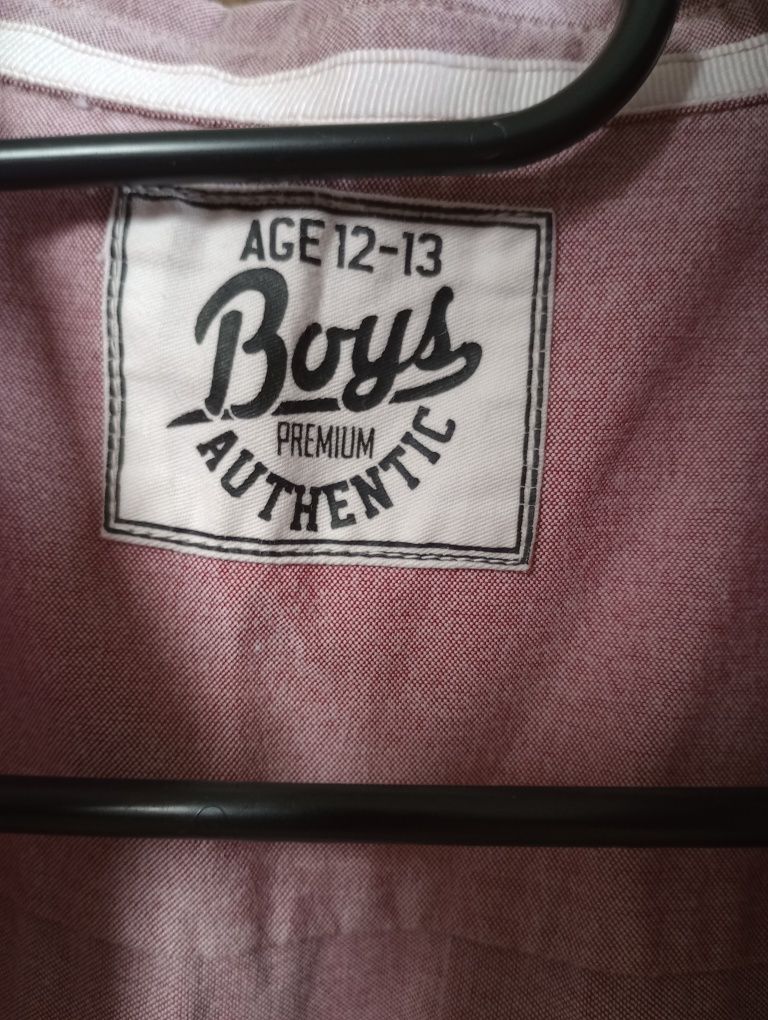 AGE 12-13
Boys
PREMIUM
AUTHENTIC